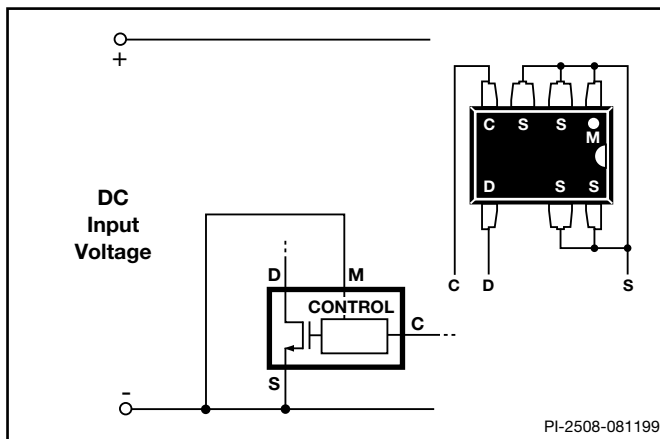 +
DC
Input
Voltage
-
D
M
CONTROL
C
S
C
S
S
M
D
S
S
C
D
S
PI-2508-081199